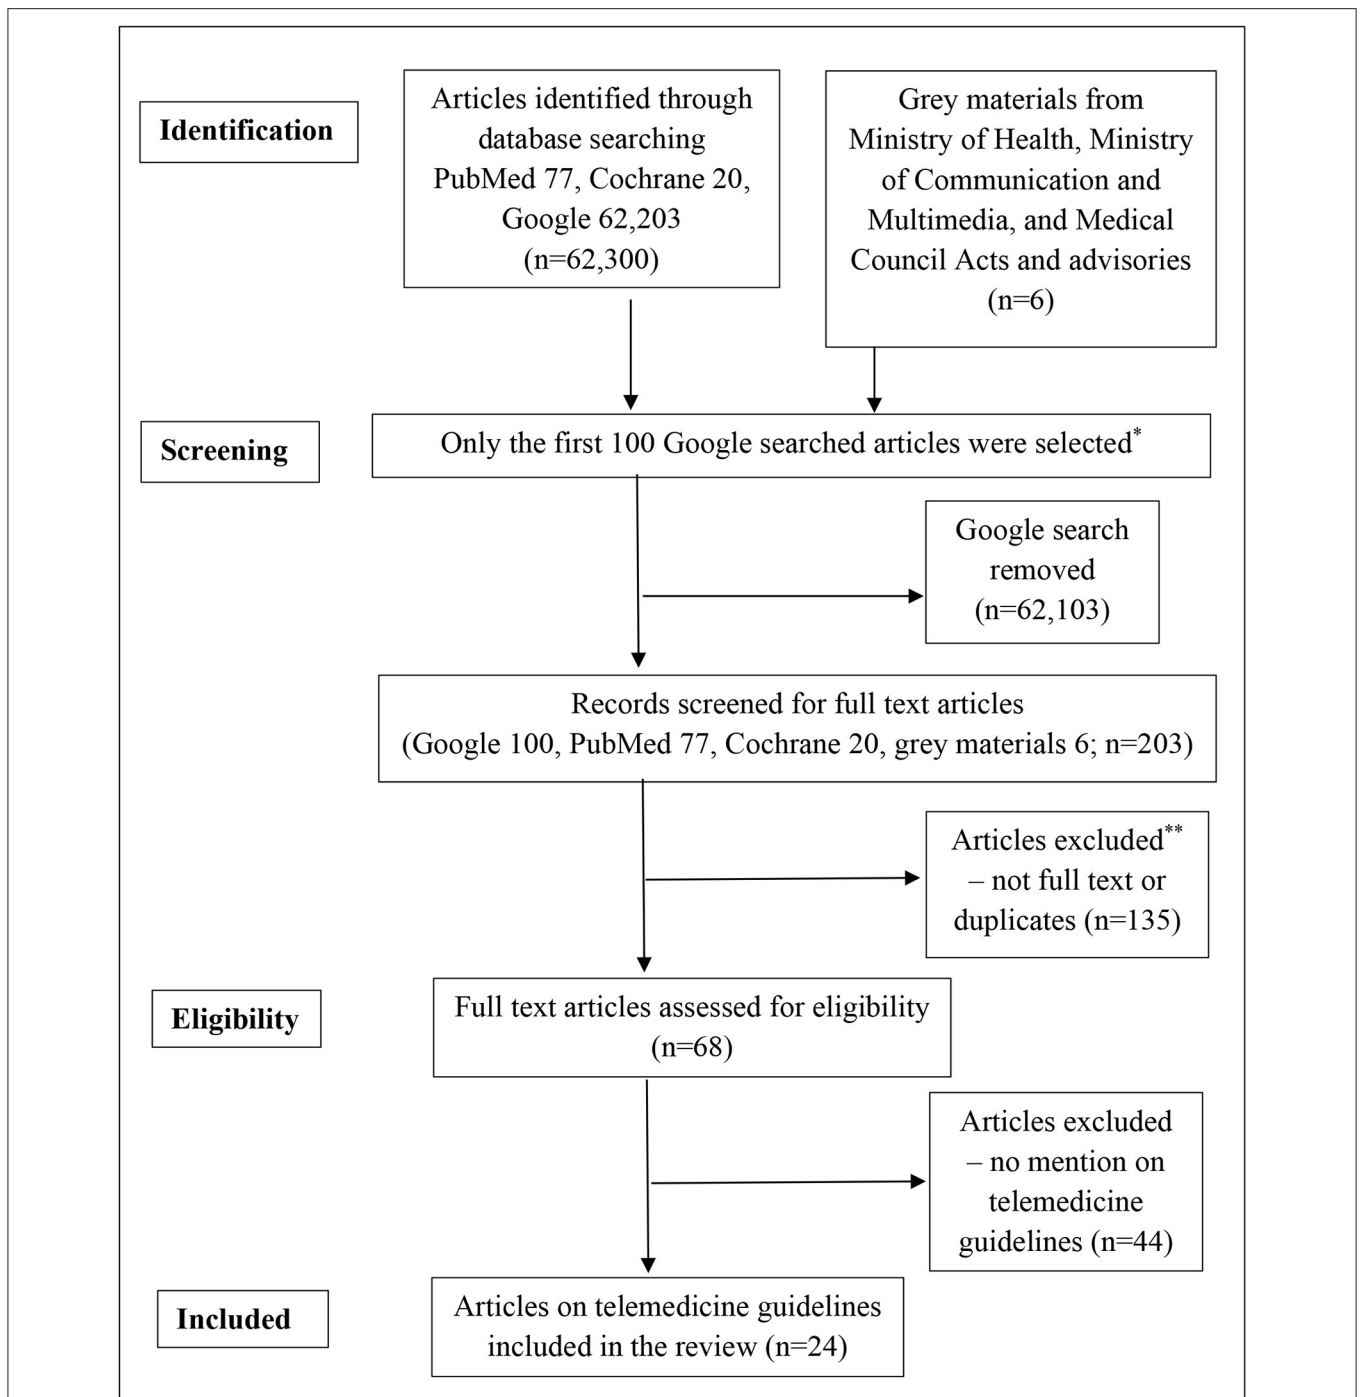 Identification
Articles identified through
database searching
PubMed 77, Cochrane 20,
Google 62,203
(n=62,300)
Grey materials from
Ministry of Health, Ministry
of Communication and
Multimedia, and Medical
Council Acts and advisories
(n=6)
Screening
Only the first 100 Google searched articles were selected*
Google search
removed
(n=62,103)
Records screened for full text articles
(Google 100, PubMed 77, Cochrane 20, grey materials 6; n=203)
Articles excluded**
– not full text or
duplicates (n=135)
Eligibility
Full text articles assessed for eligibility
(n=68)
Articles excluded
– no mention on
telemedicine
guidelines (n=44)
Included
Articles on telemedicine guidelines
included in the review (n=24)